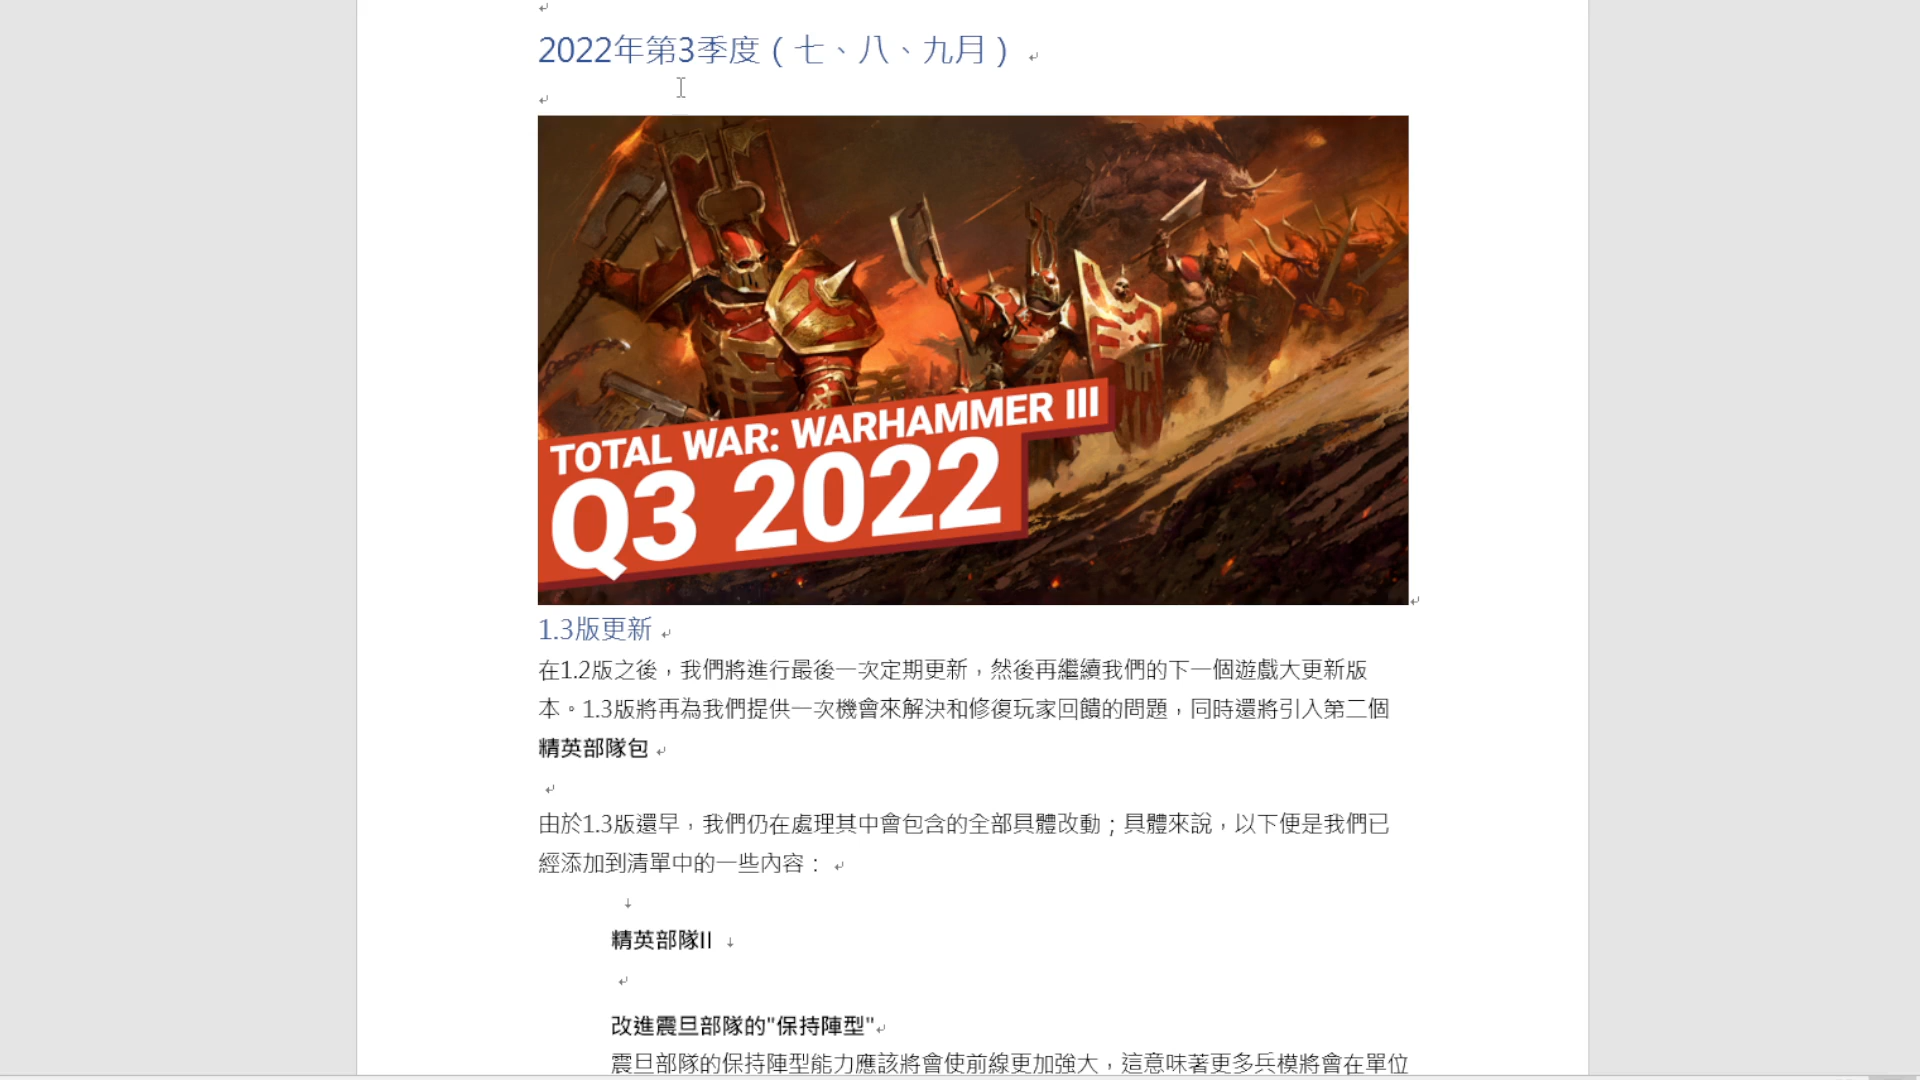 2022年第3季度（七、八、九月）
TOTAL WAR: WARHAMMER III
Q3 2022
1.3版更新
在1.2版之後，我們將進行最後一次定期更新，然後再繼續我們的下一個遊戲大更新版
本。1.3版將再為我們提供一次機會來解決和修復玩家回饋的問題，同時還將引入第二個
精英部隊包
由於1.3版還早，我們仍在處理其中會包含的全部具體改動；具體來說，以下便是我們已
經添加到清單中的一些內容：
精英部隊II
改進震旦部隊的"保持陣型"
震旦部隊的保持陣型能力應該將會使前線更加強大，這意味著更多兵模將會在單位